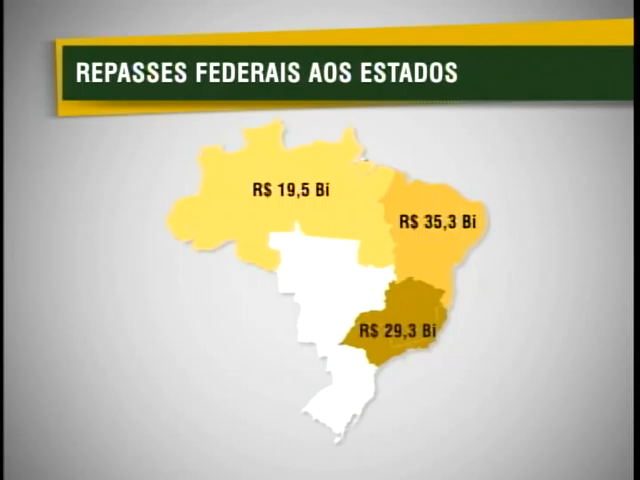 REPASSES FEDERAIS AOS ESTADOS
R$ 19,5 Bi
R$ 35,3 Bi
R$ 29,3 Bi